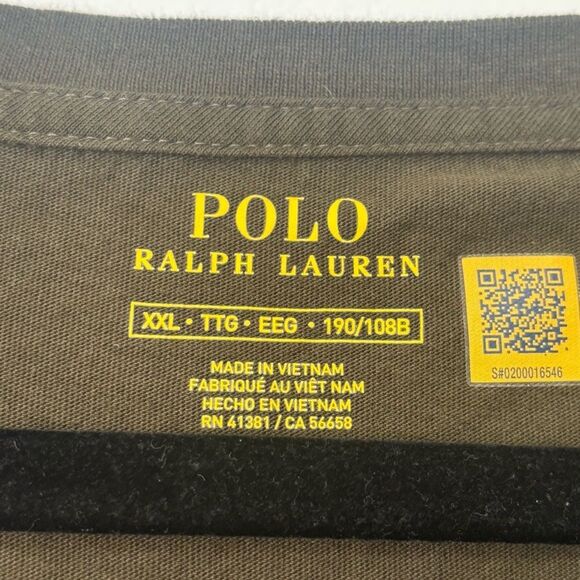 POLO
RALPH LAUREN
XXL • TTG • EEG • 190/108B
MADE IN VIETNAM
FABRIQUÉ AU VIÊT NAM
HECHO EN VIETNAM
RN 41381 / CA 56658
S#0200016546